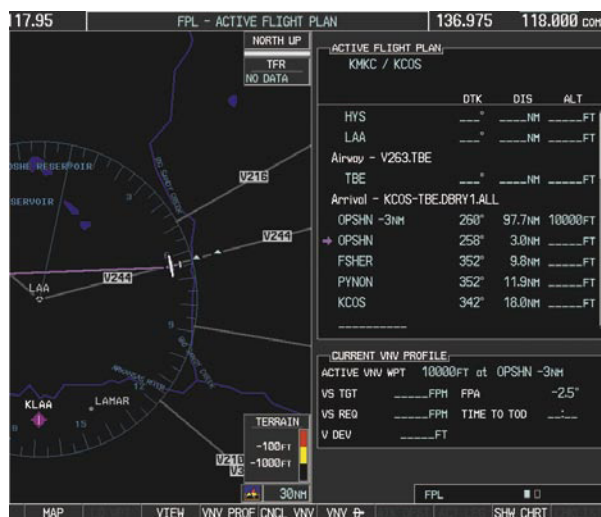 117.95 FPL - ACTIVE FLIGHT PLAN 136.975 118.000 COM
NORTH UP
TFR
NO DATA
V216
V244
V244
LAA
KLAA
LAMAR
3
9
12
15
TERRAIN
-100FT
-1000FT
30NM
ACTIVE FLIGHT PLAN
KMKC / KCOS
DTK DIS ALT
HYS ___° ____NM _____FT
LAA ___° ____NM _____FT
Airway - V263.TBE
TBE ___° ____NM _____FT
Arrival - KCOS-TBE.DBRY1.ALL
OPSHN -3NM 260° 97.7NM 10000FT
OPSHN 258° 3.0NM _____FT
FSHER 352° 9.8NM _____FT
PYNON 352° 11.9NM _____FT
KCOS 342° 18.0NM _____FT
CURRENT VNV PROFILE
ACTIVE VNV WPT 10000FT at OPSHN -3NM
VS TGT _____FPM FPA -2.5°
VS REQ _____FPM TIME TO TOD __:__
V DEV _____FT
FPL
MAP VIEW VNV PROF CNCL VNV VNV SHW CHRT